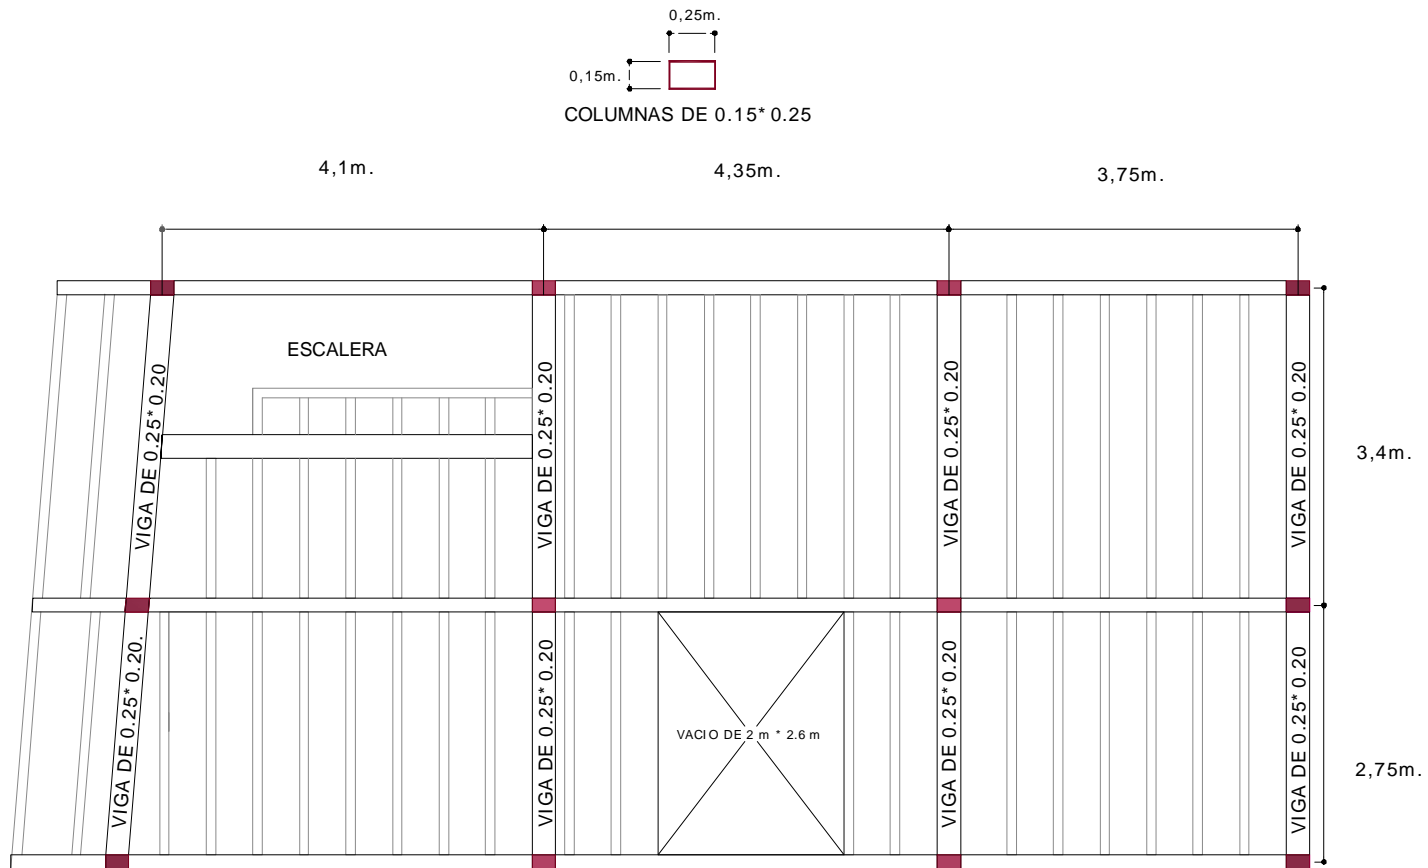 0,25m.
0,15m.
COLUMNAS DE 0.15* 0.25
4,1m.
4,35m.
3,75m.
ESCALERA
VIGA DE 0.25* 0.20
VIGA DE 0.25* 0.20
VIGA DE 0.25* 0.20
VIGA DE 0.25* 0.20
3,4m.
VIGA DE 0.25* 0.20.
VIGA DE 0.25* 0.20
VACIO DE 2 m * 2.6 m
VIGA DE 0.25* 0.20
VIGA DE 0.25* 0.20
2,75m.